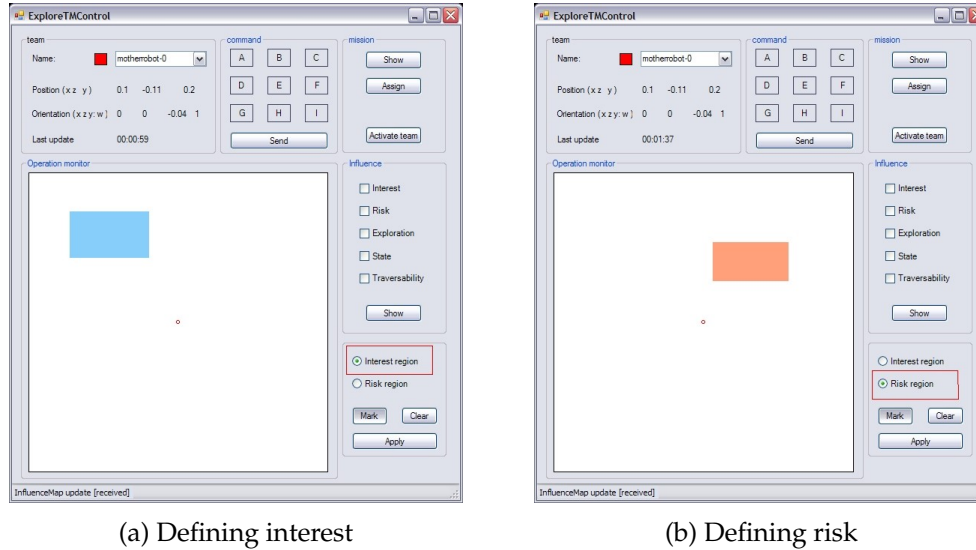 ExploreTMControl
team
Name: motherrobot-0
Position ( x z y ) 0.1 -0.11 0.2
Orientation ( x z y: w ) 0 0 -0.04 1
Last update 00:00:59
command
A B C
D E F
G H I
Send
mission
Show
Assign
Activate team
Operation monitor
Influence
Interest
Risk
Exploration
State
Traversability
Show
Interest region
Risk region
Mark Clear
Apply
InfluenceMap update [received]
(a) Defining interest
ExploreTMControl
team
Name: motherrobot-0
Position ( x z y ) 0.1 -0.11 0.2
Orientation ( x z y: w ) 0 0 -0.04 1
Last update 00:01:37
command
A B C
D E F
G H I
Send
mission
Show
Assign
Activate team
Operation monitor
Influence
Interest
Risk
Exploration
State
Traversability
Show
Interest region
Risk region
Mark Clear
Apply
InfluenceMap update [received]
(b) Defining risk